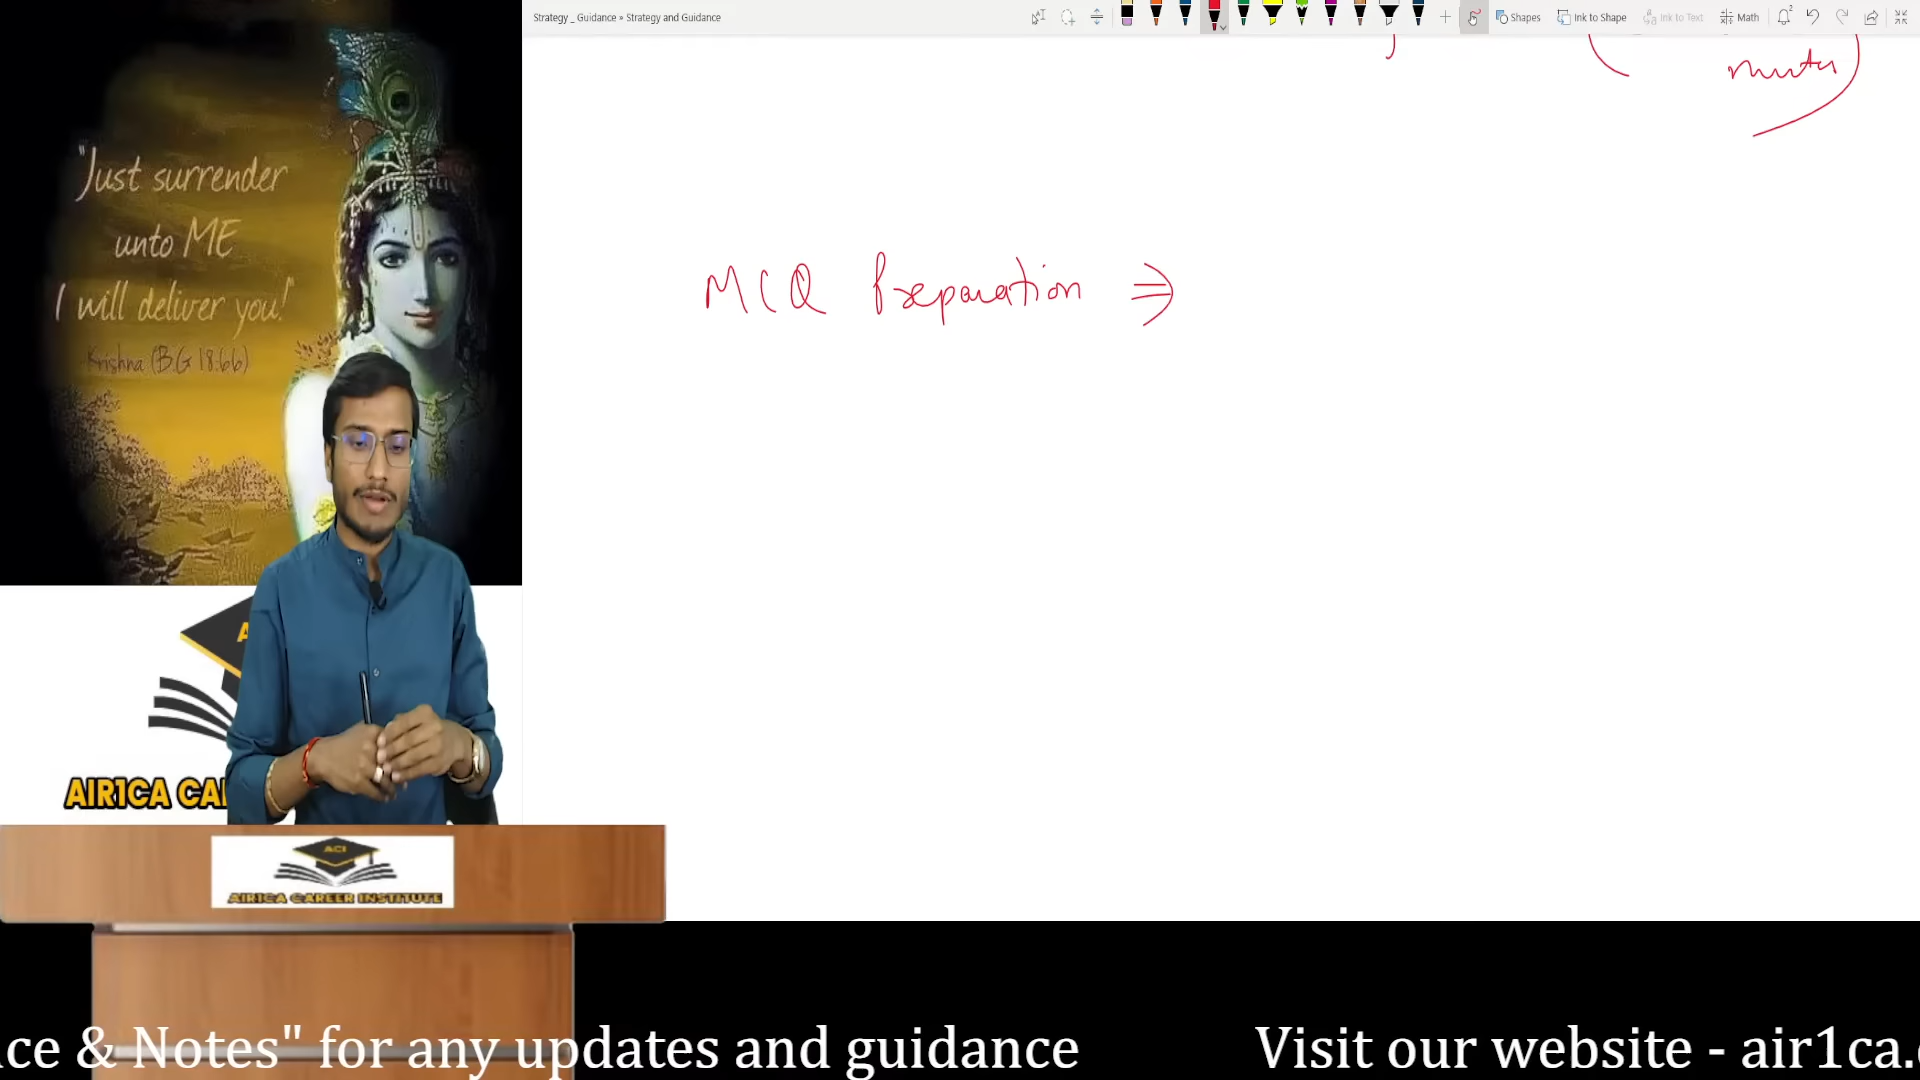 Strategy _ Guidance » Strategy and Guidance
Shapes
Ink to Shape
Ink to Text
Math
2
"Just surrender
unto ME
I will deliver you!"
Krishna (B.G 18.66)
MCQ Preparation ⇒
A
AIR1CA CA
ACI
AIR1CA CAREER INSTITUTE
ce & Notes" for any updates and guidance
Visit our website - air1ca.